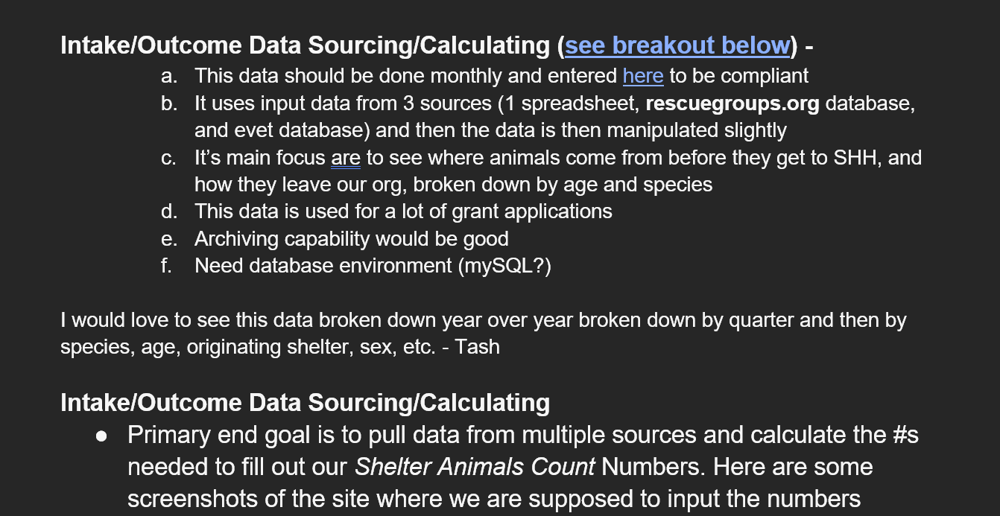 Intake/Outcome Data Sourcing/Calculating (see breakout below) -
a. This data should be done monthly and entered here to be compliant
b. It uses input data from 3 sources (1 spreadsheet, rescuegroups.org database,
and evet database) and then the data is then manipulated slightly
c. It's main focus are to see where animals come from before they get to SHH, and
how they leave our org, broken down by age and species
d. This data is used for a lot of grant applications
e. Archiving capability would be good
f. Need database environment (mySQL?)
I would love to see this data broken down year over year broken down by quarter and then by
species, age, originating shelter, sex, etc. - Tash
Intake/Outcome Data Sourcing/Calculating
● Primary end goal is to pull data from multiple sources and calculate the #s
needed to fill out our Shelter Animals Count Numbers. Here are some
screenshots of the site where we are supposed to input the numbers